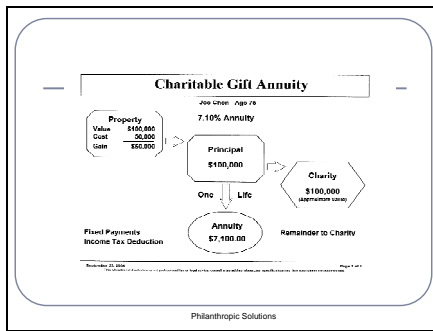 Charitable Gift Annuity
Joe Chen Age 78
7.10% Annuity
Property
Value $100,000
Cost 50,000
Gain $50,000
Principal
$100,000
Charity
$100,000
(Approximate Value)
One Life
Annuity
$7,100.00
Fixed Payments
Income Tax Deduction
Remainder to Charity
Page 1 of 1
Philanthropic Solutions